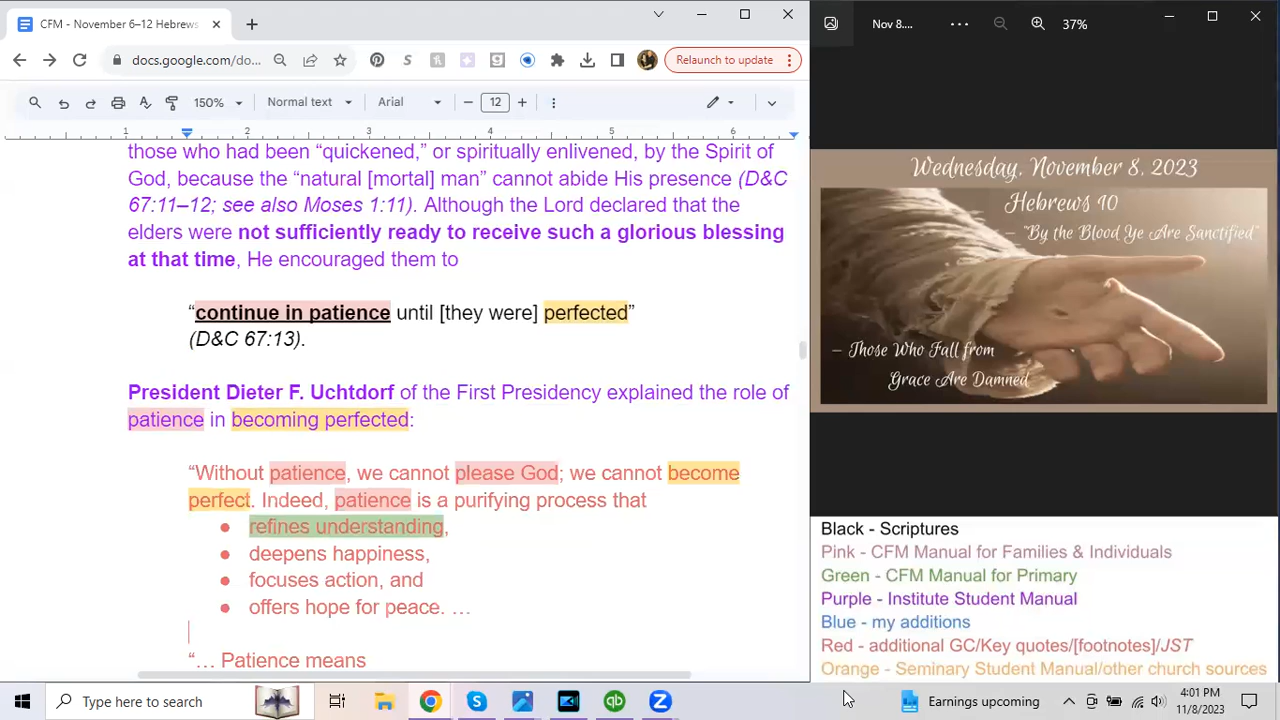 CFM - November 6–12 Hebrews
Nov 8....
37%
docs.google.com/do...
Relaunch to update
150%
Normal text
Arial
12
1
2
3
4
5
6
those who had been “quickened,” or spiritually enlivened, by the Spirit of
God, because the “natural [mortal] man” cannot abide His presence (D&C
67:11–12; see also Moses 1:11). Although the Lord declared that the
elders were not sufficiently ready to receive such a glorious blessing
at that time, He encouraged them to
“continue in patience until [they were] perfected”
(D&C 67:13).
President Dieter F. Uchtdorf of the First Presidency explained the role of
patience in becoming perfected:
“Without patience, we cannot please God; we cannot become
perfect. Indeed, patience is a purifying process that
● refines understanding,
● deepens happiness,
● focuses action, and
● offers hope for peace. …
“… Patience means
Wednesday, November 8, 2023
Hebrews 10
– “By the Blood Ye Are Sanctified”
– Those Who Fall from
Grace Are Damned
Black - Scriptures
Pink - CFM Manual for Families & Individuals
Green - CFM Manual for Primary
Purple - Institute Student Manual
Blue - my additions
Red - additional GC/Key quotes/[footnotes]/JST
Orange - Seminary Student Manual/other church sources
Type here to search
Earnings upcoming
4:01 PM
11/8/2023